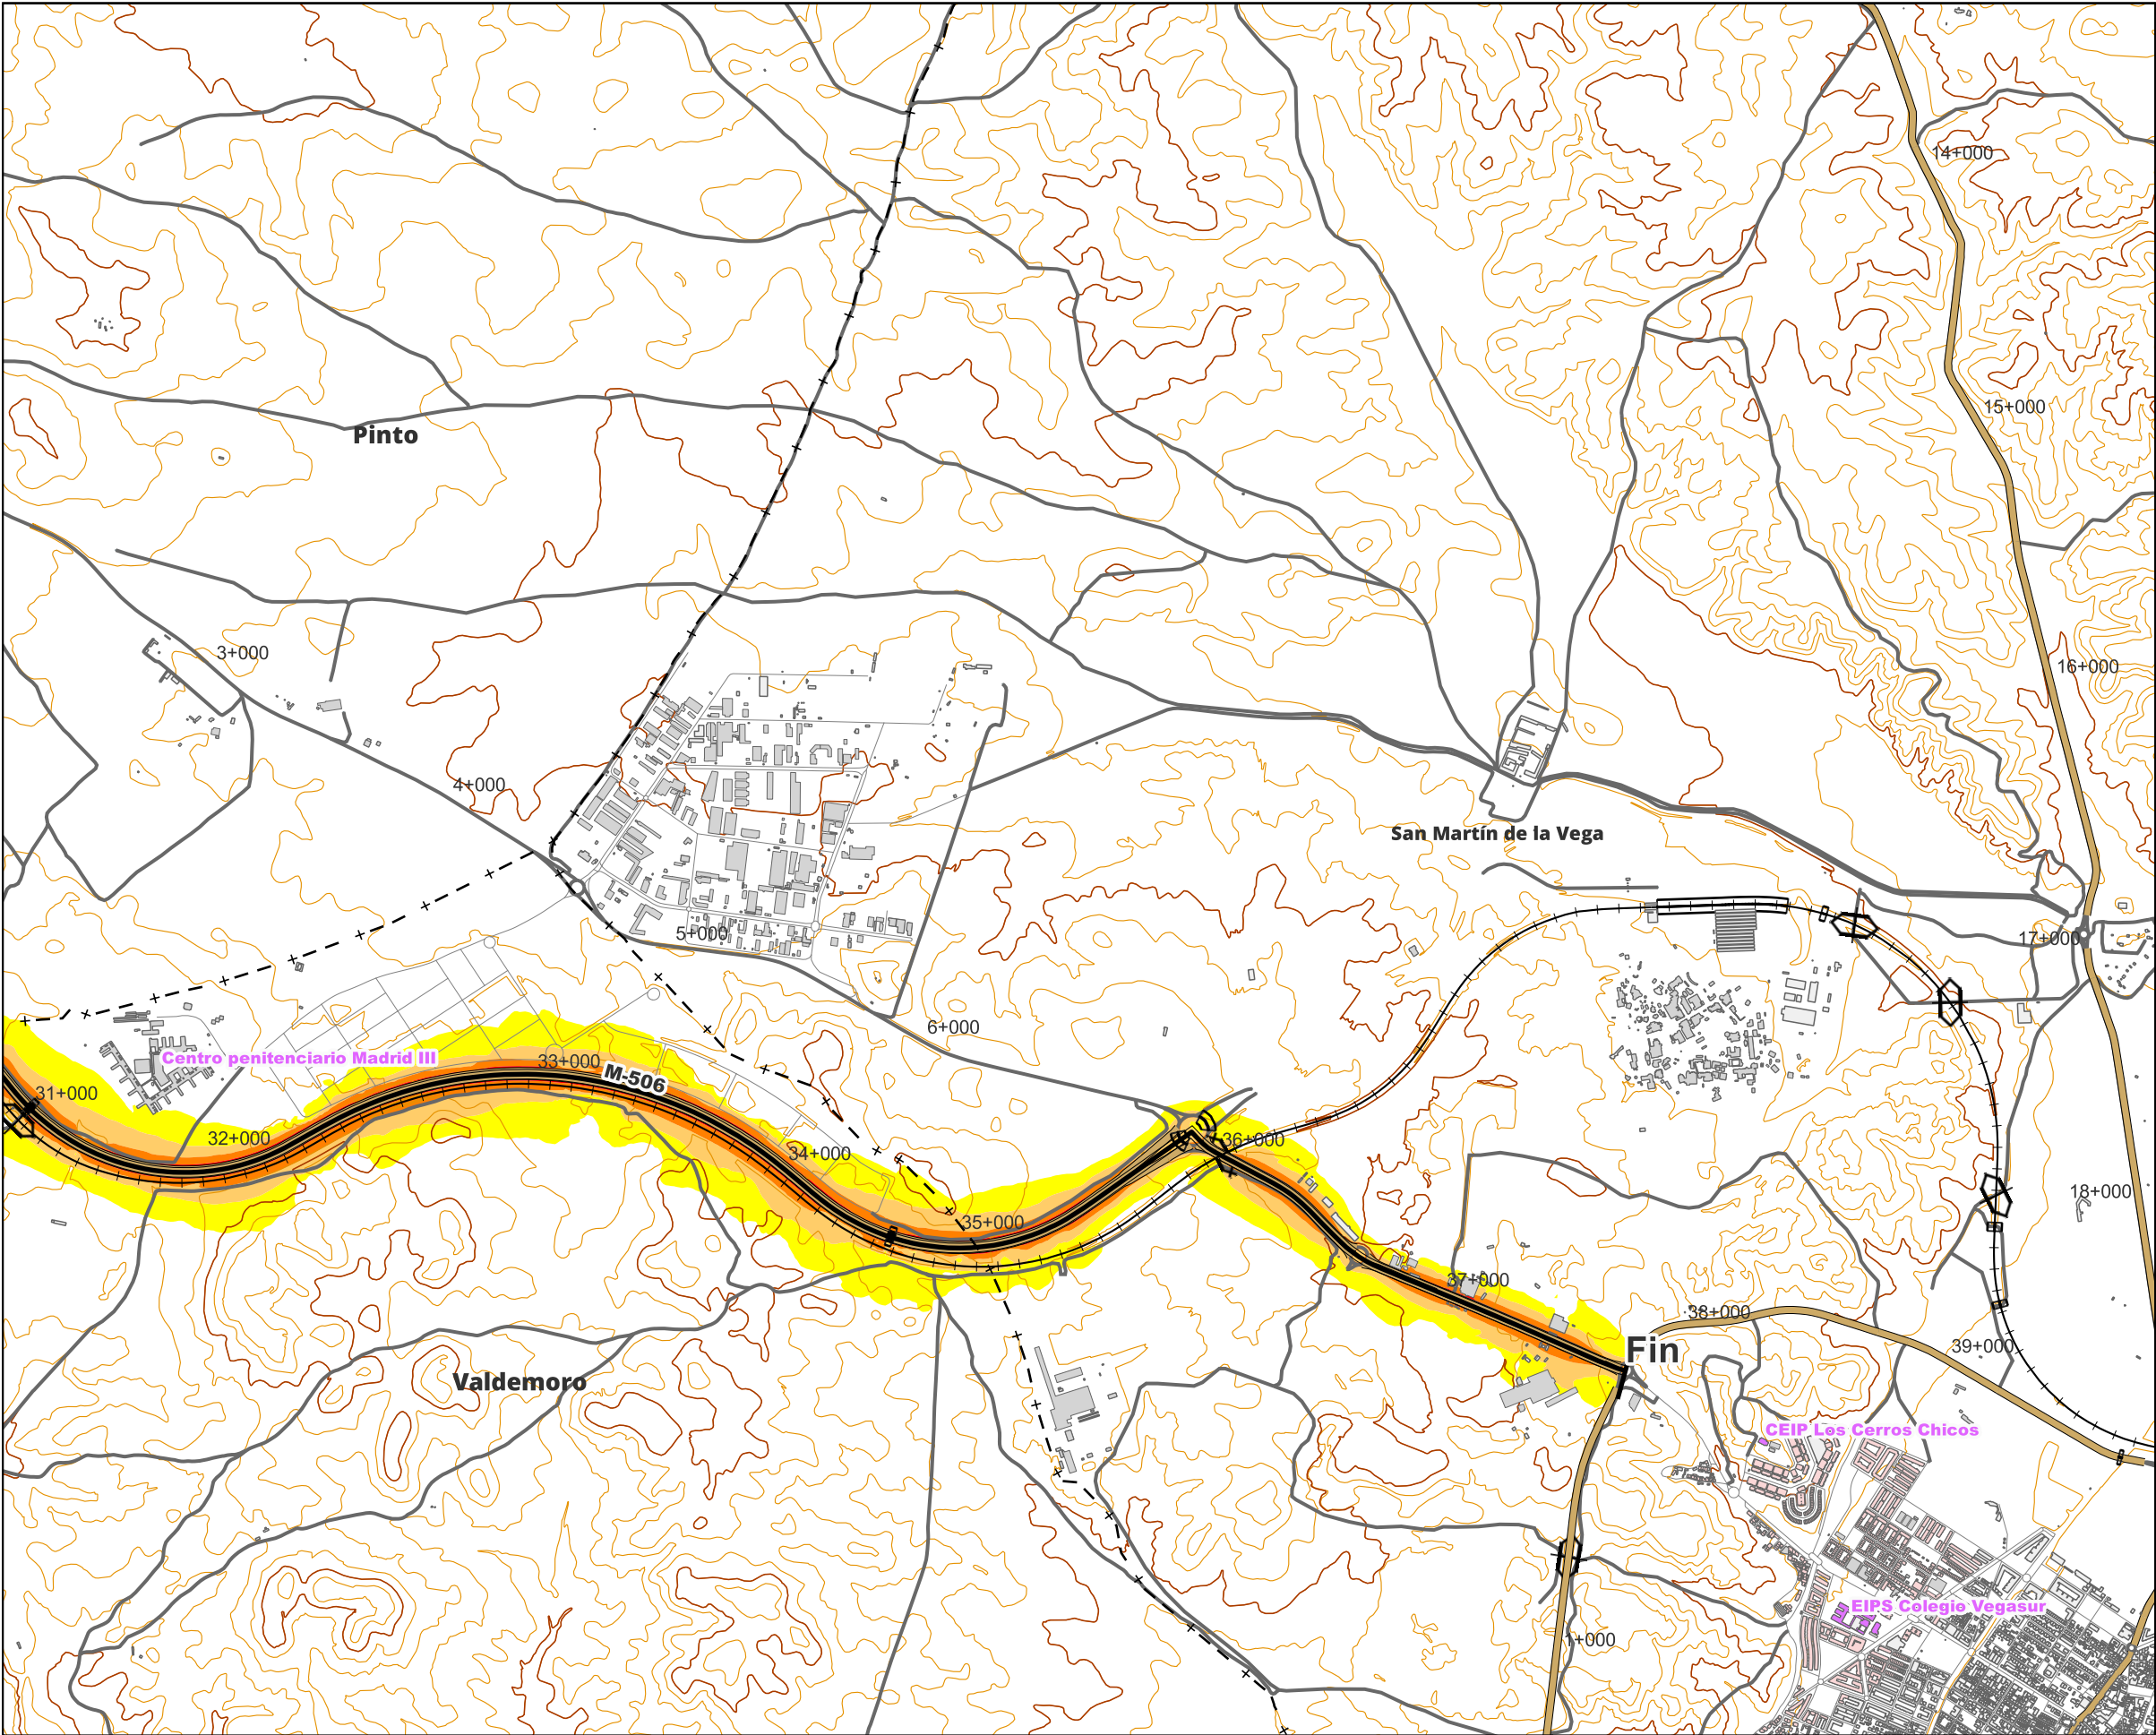 14+000
15+000
Pinto
3+000
16+000
4+000
San Martín de la Vega
5+000
17+000
6+000
Centro penitenciario Madrid III
33+000
M-506
31+000
32+000
36+000
34+000
18+000
35+000
37+000
38+000
Fin
39+000
Valdemoro
CEIP Los Cerros Chicos
EIPS Colegio Vegasur
1+000